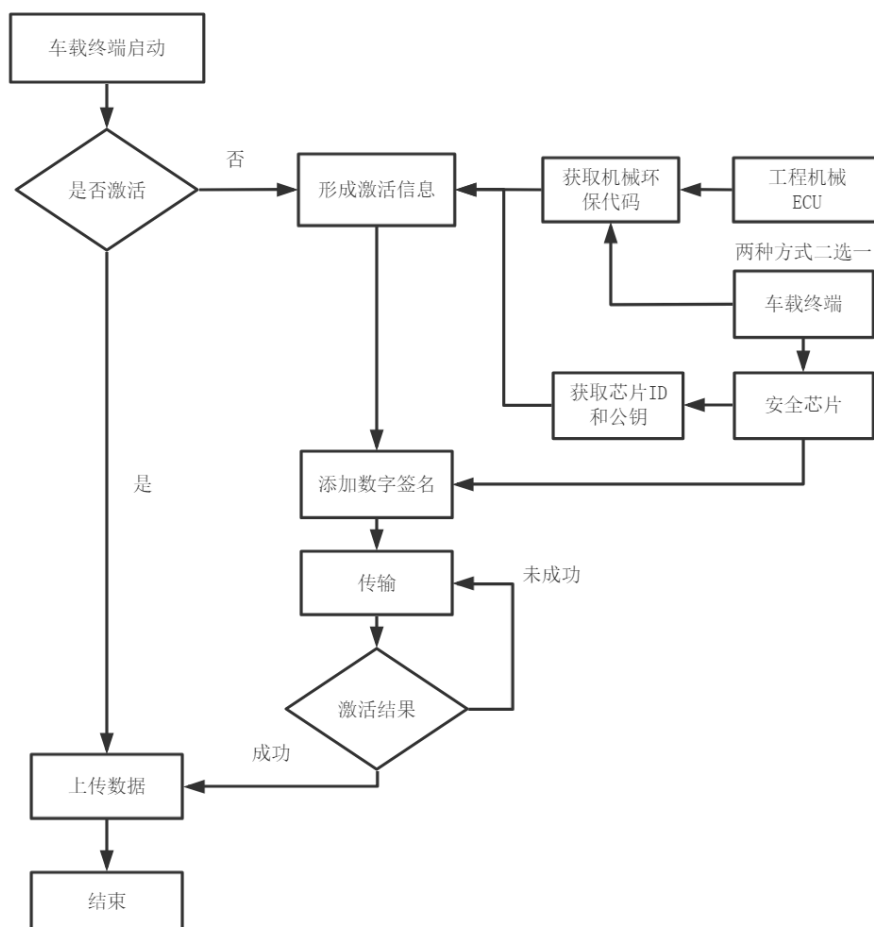 车载终端启动
是否激活
否
形成激活信息
获取机械环
保代码
工程机械
ECU
两种方式二选一
车载终端
获取芯片ID
和公钥
安全芯片
是
添加数字签名
传输
未成功
激活结果
成功
上传数据
结束